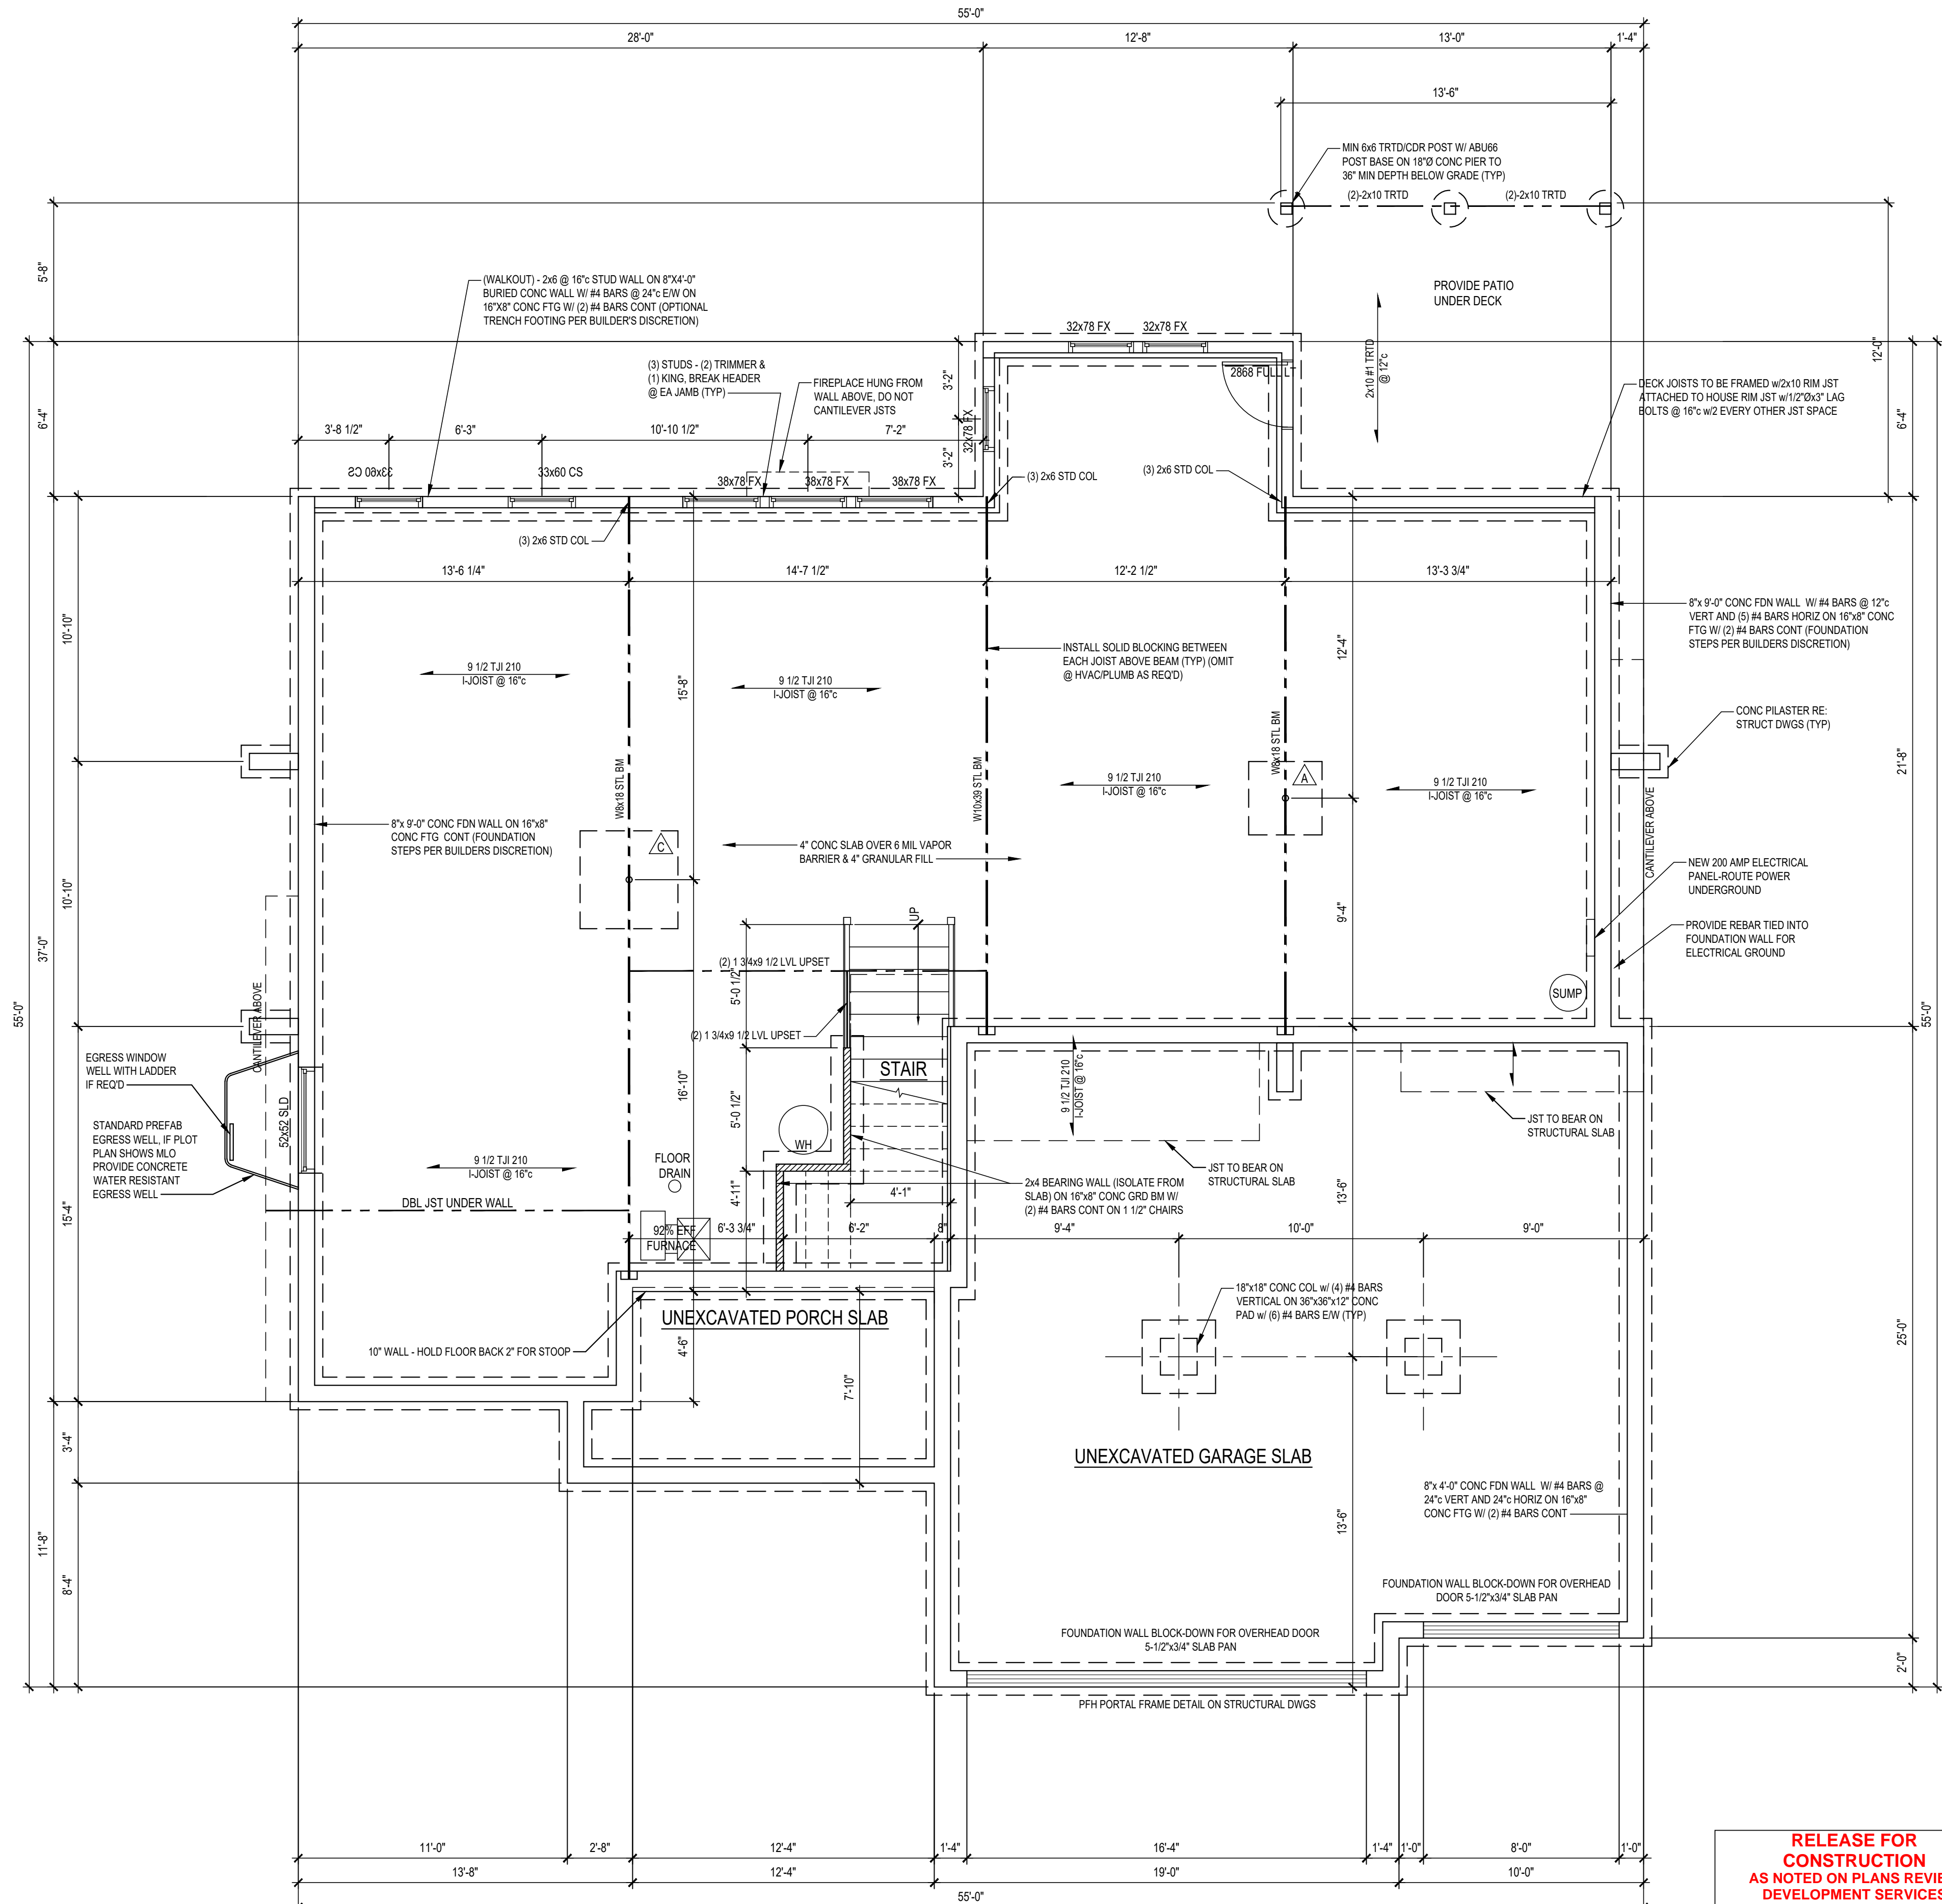 55'-0"
28'-0"
12'-8"
13'-0"
1'-4"
13'-6"
MIN 6x6 TRTD/CDR POST W/ ABU66
POST BASE ON 18"Ø CONC PIER TO
36" MIN DEPTH BELOW GRADE (TYP)
(2)-2x10 TRTD
(2)-2x10 TRTD
5'-8"
(WALKOUT) - 2x6 @ 16"c STUD WALL ON 8"X4'-0"
BURIED CONC WALL W/ #4 BARS @ 24"c E/W ON
16"X8" CONC FTG W/ (2) #4 BARS CONT (OPTIONAL
TRENCH FOOTING PER BUILDER'S DISCRETION)
PROVIDE PATIO
UNDER DECK
12'-0"
32x78 FX
32x78 FX
(3) STUDS - (2) TRIMMER &
(1) KING, BREAK HEADER
@ EA JAMB (TYP)
FIREPLACE HUNG FROM
WALL ABOVE, DO NOT
CANTILEVER JSTS
3'-2"
2868 FULL LT
2x10 #1 TRTD
@ 12"c
DECK JOISTS TO BE FRAMED w/2x10 RIM JST
ATTACHED TO HOUSE RIM JST w/1/2"Øx3" LAG
BOLTS @ 16"c w/2 EVERY OTHER JST SPACE
6'-4"
6'-4"
3'-8 1/2"
6'-3"
10'-10 1/2"
7'-2"
3'-2"
32x78 FX
33x60 CS
33x60 CS
38x78 FX
38x78 FX
38x78 FX
(3) 2x6 STD COL
(3) 2x6 STD COL
(3) 2x6 STD COL
13'-6 1/4"
14'-7 1/2"
12'-2 1/2"
13'-3 3/4"
8"x 9'-0" CONC FDN WALL W/ #4 BARS @ 12"c
VERT AND (5) #4 BARS HORIZ ON 16"x8" CONC
FTG W/ (2) #4 BARS CONT (FOUNDATION
STEPS PER BUILDERS DISCRETION)
10'-10"
12'-4"
INSTALL SOLID BLOCKING BETWEEN
EACH JOIST ABOVE BEAM (TYP) (OMIT
@ HVAC/PLUMB AS REQ'D)
9 1/2 TJI 210
I-JOIST @ 16"c
15'-8"
9 1/2 TJI 210
I-JOIST @ 16"c
CONC PILASTER RE:
STRUCT DWGS (TYP)
W8x18 STL BM
W10x39 STL BM
W8x18 STL BM
A
9 1/2 TJI 210
I-JOIST @ 16"c
9 1/2 TJI 210
I-JOIST @ 16"c
21'-8"
8"x 9'-0" CONC FDN WALL ON 16"x8"
CONC FTG CONT (FOUNDATION
STEPS PER BUILDERS DISCRETION)
C
4" CONC SLAB OVER 6 MIL VAPOR
BARRIER & 4" GRANULAR FILL
CANTILEVER ABOVE
NEW 200 AMP ELECTRICAL
PANEL-ROUTE POWER
UNDERGROUND
10'-10"
9'-4"
UP
37'-0"
PROVIDE REBAR TIED INTO
FOUNDATION WALL FOR
ELECTRICAL GROUND
(2) 1 3/4x9 1/2 LVL UPSET
5'-0 1/2"
SUMP
55'-0"
55'-0"
CANTILEVER ABOVE
(2) 1 3/4x9 1/2 LVL UPSET
EGRESS WINDOW
WELL WITH LADDER
IF REQ'D
STAIR
9 1/2 TJI 210
I-JOIST @ 16"c
16'-10"
5'-0 1/2"
JST TO BEAR ON
STRUCTURAL SLAB
52x52 SLD
STANDARD PREFAB
EGRESS WELL, IF PLOT
PLAN SHOWS MLO
PROVIDE CONCRETE
WATER RESISTANT
EGRESS WELL
WH
FLOOR
DRAIN
9 1/2 TJI 210
I-JOIST @ 16"c
JST TO BEAR ON
STRUCTURAL SLAB
4'-11"
4'-1"
2x4 BEARING WALL (ISOLATE FROM
SLAB) ON 16"x8" CONC GRD BM W/
(2) #4 BARS CONT ON 1 1/2" CHAIRS
13'-6"
15'-4"
DBL JST UNDER WALL
92% EFF
FURNACE
6'-3 3/4"
6'-2"
8"
9'-4"
10'-0"
9'-0"
18"x18" CONC COL w/ (4) #4 BARS
VERTICAL ON 36"x36"x12" CONC
PAD w/ (6) #4 BARS E/W (TYP)
UNEXCAVATED PORCH SLAB
10" WALL - HOLD FLOOR BACK 2" FOR STOOP
4'-6"
25'-0"
7'-10"
3'-4"
UNEXCAVATED GARAGE SLAB
8"x 4'-0" CONC FDN WALL W/ #4 BARS @
24"c VERT AND 24"c HORIZ ON 16"x8"
CONC FTG W/ (2) #4 BARS CONT
13'-6"
11'-8"
8'-4"
FOUNDATION WALL BLOCK-DOWN FOR OVERHEAD
DOOR 5-1/2"x3/4" SLAB PAN
FOUNDATION WALL BLOCK-DOWN FOR OVERHEAD DOOR
5-1/2"x3/4" SLAB PAN
2'-0"
PFH PORTAL FRAME DETAIL ON STRUCTURAL DWGS
11'-0"
2'-8"
12'-4"
1'-4"
16'-4"
1'-4"
1'-0"
8'-0"
1'-0"
13'-8"
12'-4"
19'-0"
10'-0"
55'-0"
RELEASE FOR
CONSTRUCTION
AS NOTED ON PLANS
DEVELOPMENT SERVICES